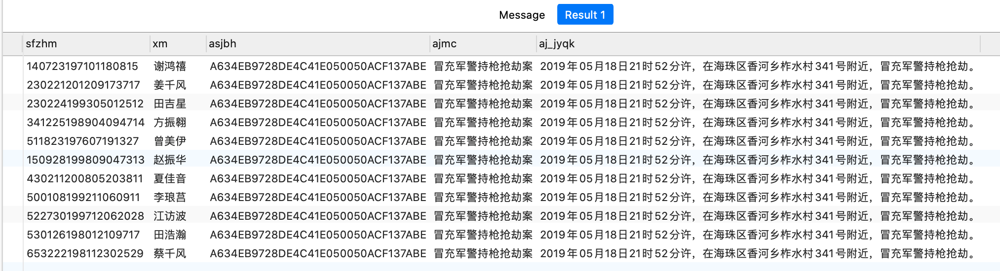 Message Result 1
sfzhm xm asjbh ajmc aj_jyqk
140723197101180815 谢鸿禧 A634EB9728DE4C41E050050ACF137ABE 冒充军警持枪抢劫案 2019年05月18日21时52分许，在海珠区香河乡柞水村341号附近，冒充军警持枪抢劫。
230221201209173717 姜千风 A634EB9728DE4C41E050050ACF137ABE 冒充军警持枪抢劫案 2019年05月18日21时52分许，在海珠区香河乡柞水村341号附近，冒充军警持枪抢劫。
230224199305012512 田吉星 A634EB9728DE4C41E050050ACF137ABE 冒充军警持枪抢劫案 2019年05月18日21时52分许，在海珠区香河乡柞水村341号附近，冒充军警持枪抢劫。
341225198904094714 方振翱 A634EB9728DE4C41E050050ACF137ABE 冒充军警持枪抢劫案 2019年05月18日21时52分许，在海珠区香河乡柞水村341号附近，冒充军警持枪抢劫。
511823197607191327 曾美伊 A634EB9728DE4C41E050050ACF137ABE 冒充军警持枪抢劫案 2019年05月18日21时52分许，在海珠区香河乡柞水村341号附近，冒充军警持枪抢劫。
150928199809047313 赵振华 A634EB9728DE4C41E050050ACF137ABE 冒充军警持枪抢劫案 2019年05月18日21时52分许，在海珠区香河乡柞水村341号附近，冒充军警持枪抢劫。
430211200805203811 夏佳音 A634EB9728DE4C41E050050ACF137ABE 冒充军警持枪抢劫案 2019年05月18日21时52分许，在海珠区香河乡柞水村341号附近，冒充军警持枪抢劫。
500108199211060911 李琅莒 A634EB9728DE4C41E050050ACF137ABE 冒充军警持枪抢劫案 2019年05月18日21时52分许，在海珠区香河乡柞水村341号附近，冒充军警持枪抢劫。
522730199712062028 江访波 A634EB9728DE4C41E050050ACF137ABE 冒充军警持枪抢劫案 2019年05月18日21时52分许，在海珠区香河乡柞水村341号附近，冒充军警持枪抢劫。
530126198012109717 田浩瀚 A634EB9728DE4C41E050050ACF137ABE 冒充军警持枪抢劫案 2019年05月18日21时52分许，在海珠区香河乡柞水村341号附近，冒充军警持枪抢劫。
653222198112302529 蔡千风 A634EB9728DE4C41E050050ACF137ABE 冒充军警持枪抢劫案 2019年05月18日21时52分许，在海珠区香河乡柞水村341号附近，冒充军警持枪抢劫。